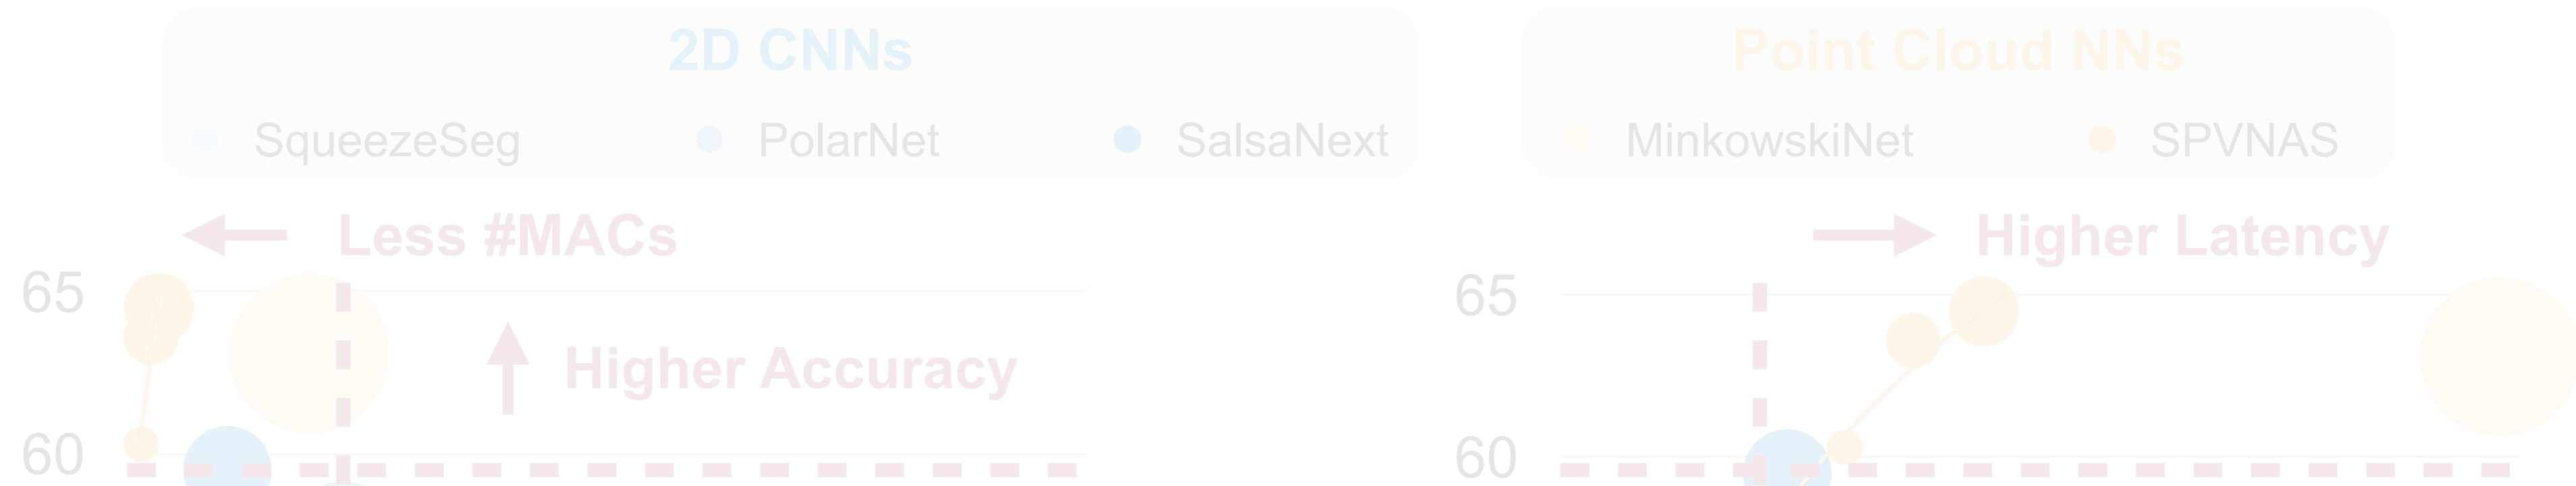 2D CNNs
Point Cloud NNs
SqueezeSeg
PolarNet
SalsaNext
MinkowskiNet
SPVNAS
Less #MACs
Higher Latency
65
65
Higher Accuracy
60
60